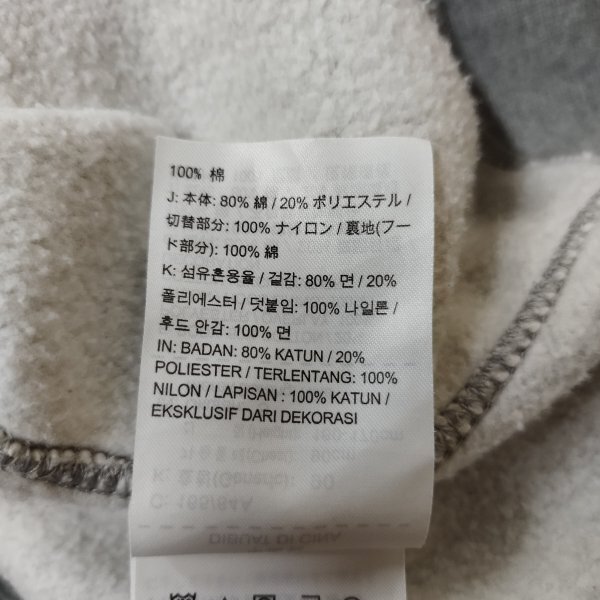 100% 棉
J: 本体: 80% 綿 / 20% ポリエステル /
切替部分: 100% ナイロン / 裏地(フー
ド部分): 100% 綿
K: 섬유혼용율 / 겉감: 80% 면 / 20%
폴리에스터 / 덧붙임: 100% 나일론 /
후드 안감: 100% 면
IN: BADAN: 80% KATUN / 20%
POLIESTER / TERLENTANG: 100%
NILON / LAPISAN : 100% KATUN /
EKSKLUSIF DARI DEKORASI